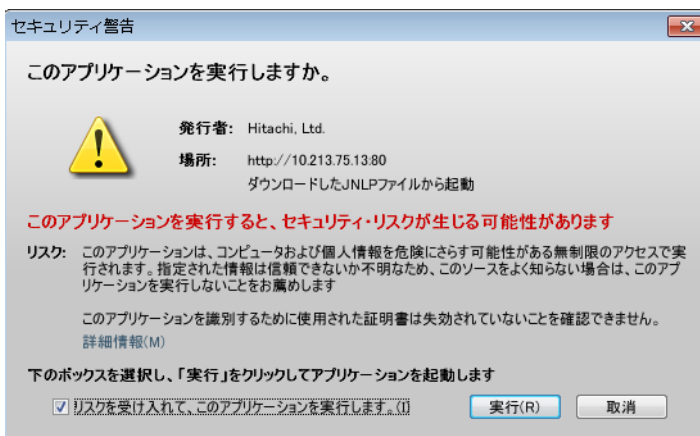 セキュリティ警告
このアプリケーションを実行しますか。
発行者: Hitachi, Ltd.
場所: http://10.213.75.13:80
ダウンロードしたJNLPファイルから起動
このアプリケーションを実行すると、セキュリティ・リスクが生じる可能性があります
リスク: このアプリケーションは、コンピュータおよび個人情報を危険にさらす可能性がある無制限のアクセスで実
行されます。指定された情報は信頼できないか不明なため、このソースをよく知らない場合は、このアプ
リケーションを実行しないことをお薦めします
このアプリケーションを識別するために使用された証明書は失効されていないことを確認できません。
詳細情報(M)
下のボックスを選択し、「実行」をクリックしてアプリケーションを起動します
リスクを受け入れて、このアプリケーションを実行します。(I)
実行(R) 取消